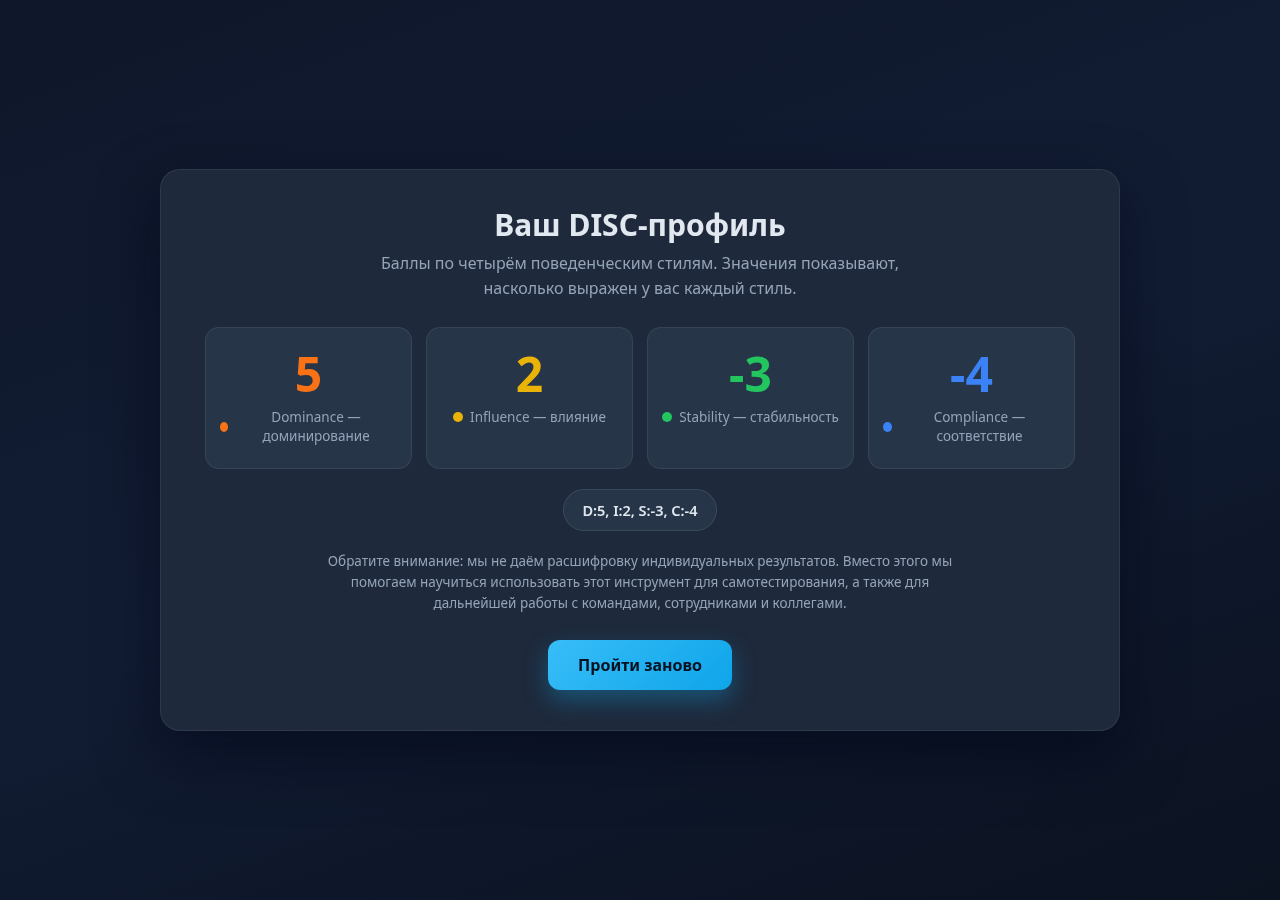 Ваш DISC-профиль
Баллы по четырём поведенческим стилям. Значения показывают,
насколько выражен у вас каждый стиль.
5
Dominance —
доминирование
2
Influence — влияние
-3
Stability — стабильность
-4
Compliance —
соответствие
D:5, I:2, S:-3, C:-4
Обратите внимание: мы не даём расшифровку индивидуальных результатов. Вместо этого мы
помогаем научиться использовать этот инструмент для самотестирования, а также для
дальнейшей работы с командами, сотрудниками и коллегами.
Пройти заново